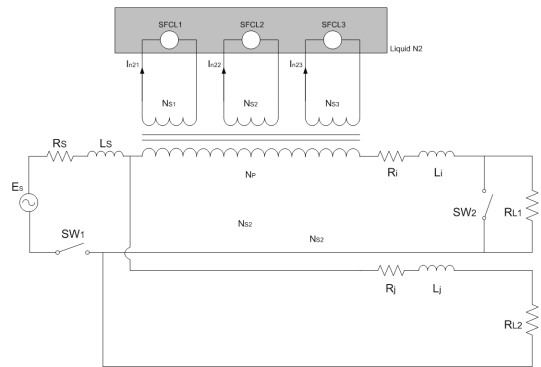 SFCL1 SFCL2 SFCL3
Liquid N2
In21 In22 In23
NS1 NS2 NS3
RS LS
NP Ri Li
ES
SW2 RL1
NS2
SW1 NS2
Rj Lj
RL2